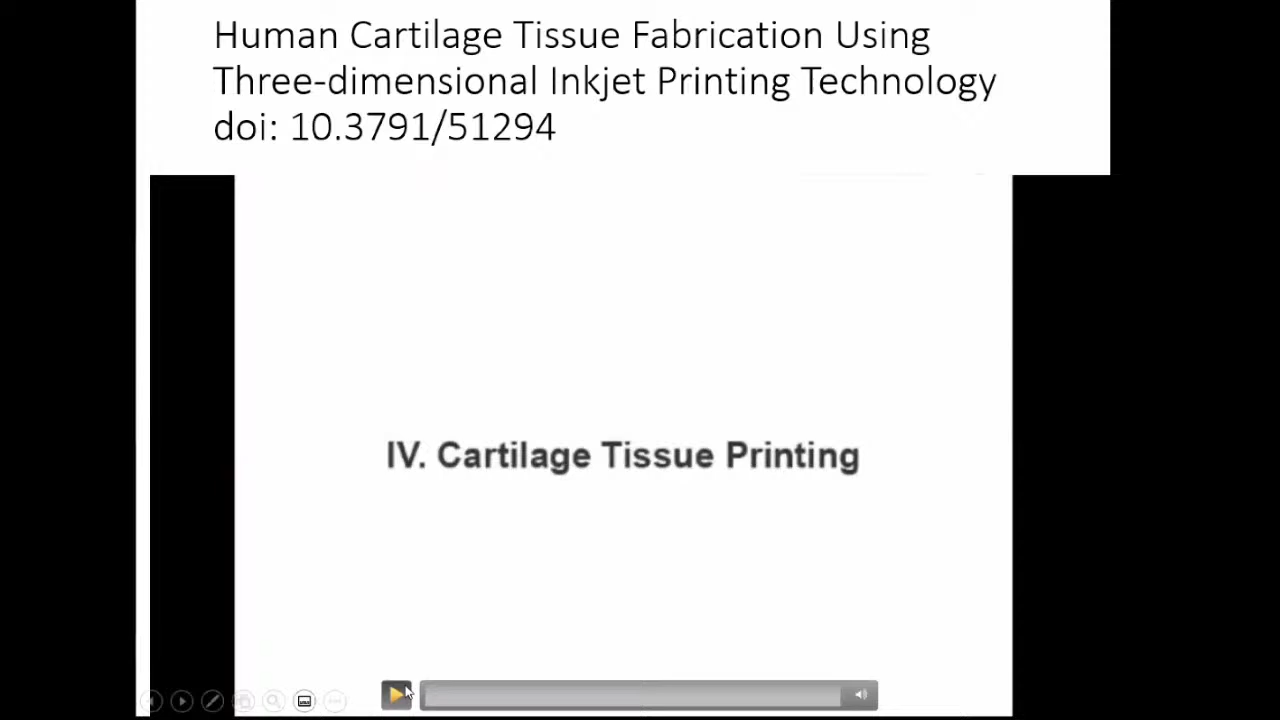 Human Cartilage Tissue Fabrication Using
Three-dimensional Inkjet Printing Technology
doi: 10.3791/51294
IV. Cartilage Tissue Printing